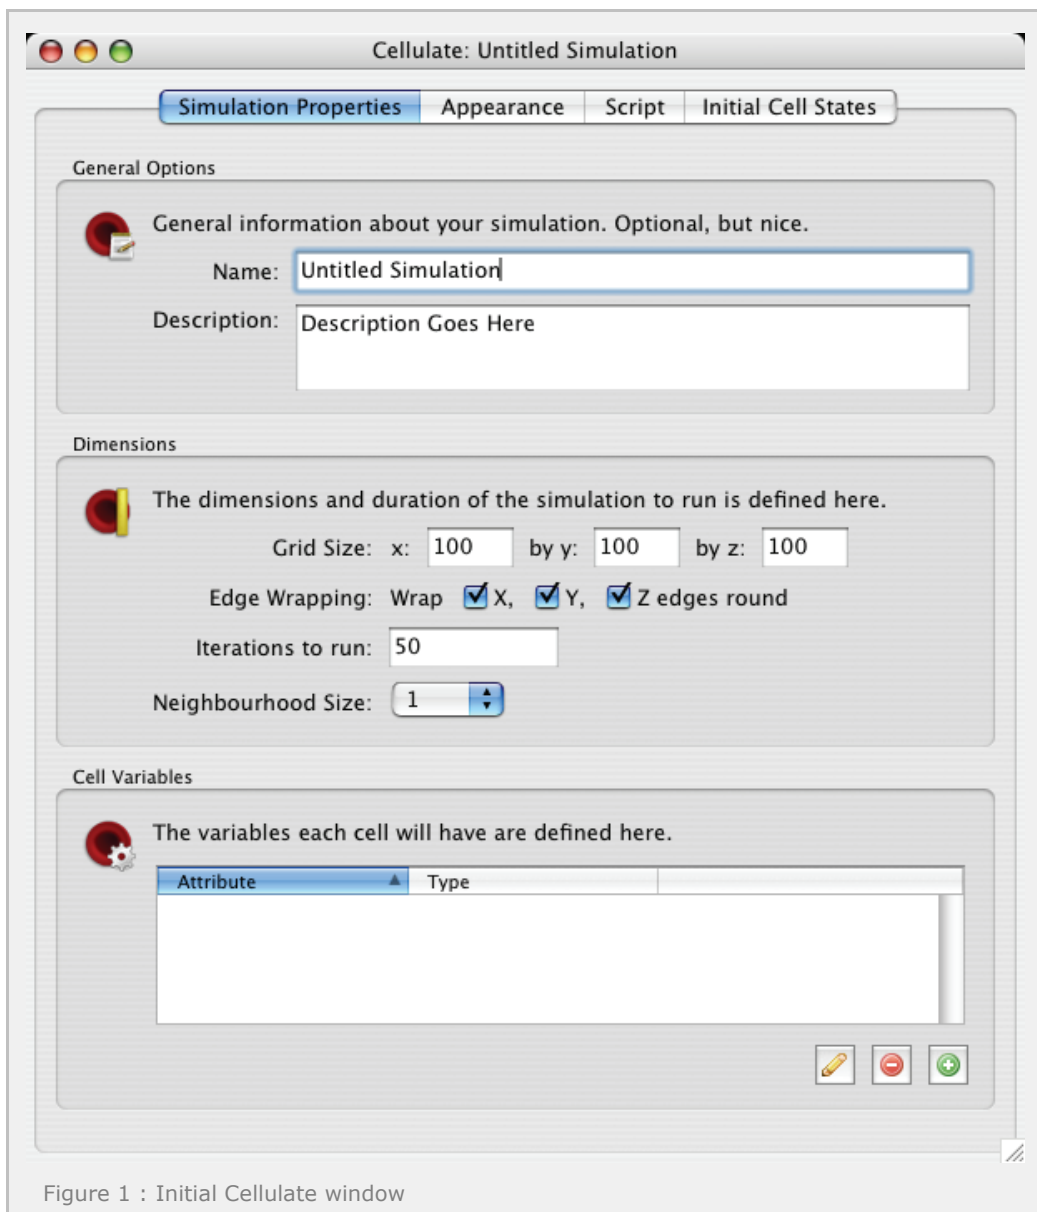 Cellulate: Untitled Simulation
Simulation Properties Appearance Script Initial Cell States
General Options
General information about your simulation. Optional, but nice.
Name: Untitled Simulation
Description: Description Goes Here
Dimensions
The dimensions and duration of the simulation to run is defined here.
Grid Size: x: 100 by y: 100 by z: 100
Edge Wrapping: Wrap X, Y, Z edges round
Iterations to run: 50
Neighbourhood Size: 1
Cell Variables
The variables each cell will have are defined here.
Attribute Type
Figure 1 : Initial Cellulate window